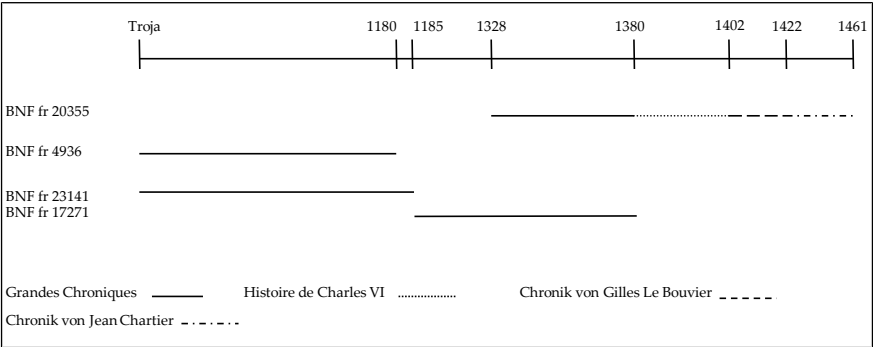 Troja 1180 1185 1328 1380 1402 1422 1461
BNF fr 20355
BNF fr 4936
BNF fr 23141
BNF fr 17271
Grandes Chroniques Histoire de Charles VI Chronik von Gilles Le Bouvier
Chronik von Jean Chartier